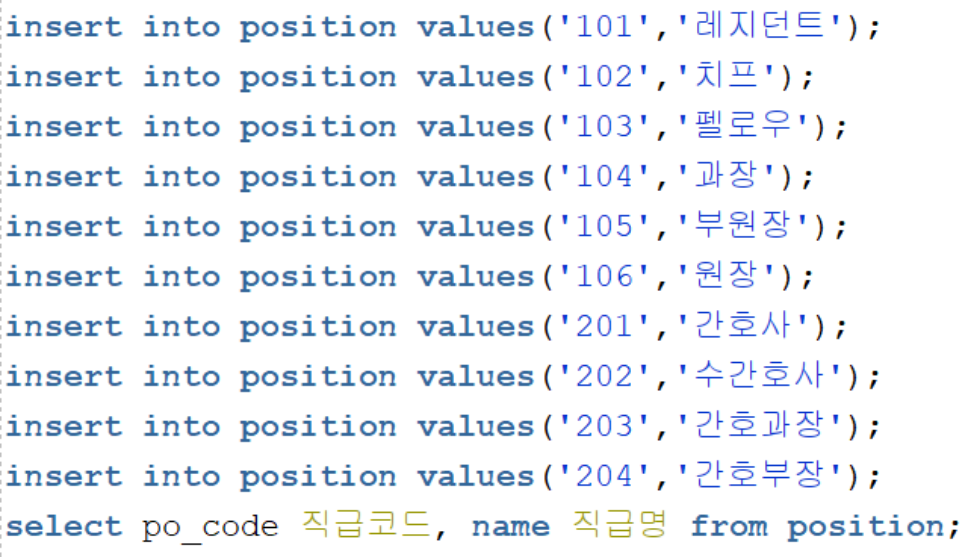 insert into position values('101','레지던트');
insert into position values('102','치프');
insert into position values('103','펠로우');
insert into position values('104','과장');
insert into position values('105','부원장');
insert into position values('106','원장');
insert into position values('201','간호사');
insert into position values('202','수간호사');
insert into position values('203','간호과장');
insert into position values('204','간호부장');
select po_code 직급코드, name 직급명 from position;